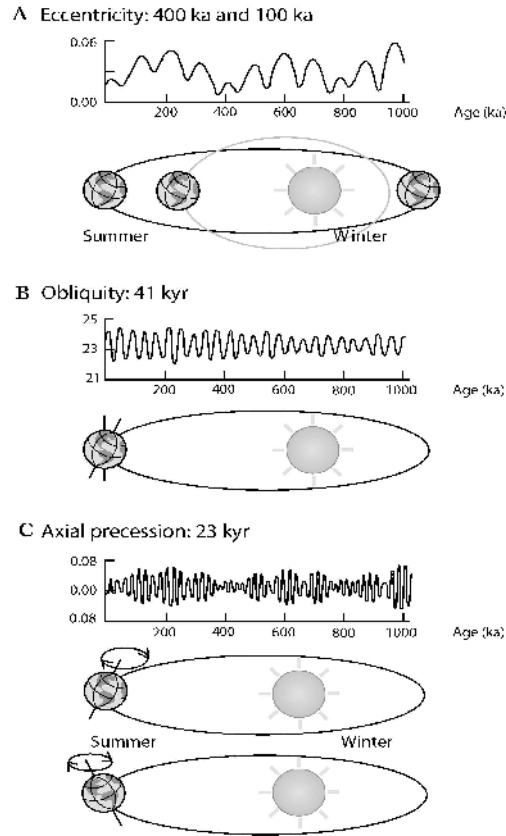 A Eccentricity: 400 ka and 100 ka
0.06
0.00
200 400 600 800 1000 Age (ka)
Summer Winter
B Obliquity: 41 kyr
25
23
21
200 400 600 800 1000 Age (ka)
C Axial precession: 23 kyr
0.08
0.00
0.08
200 400 600 800 1000 Age (ka)
Summer Winter